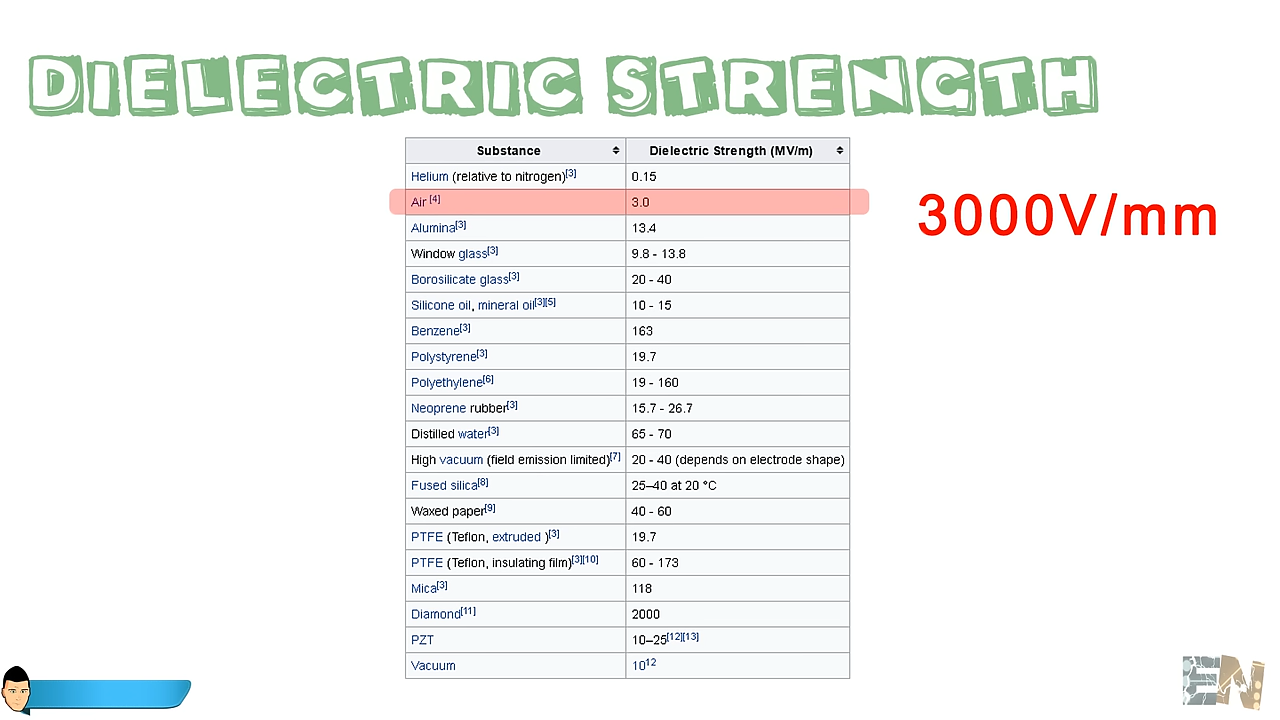 DIELECTRIC STRENGTH
Substance Dielectric Strength (MV/m)
Helium (relative to nitrogen)[3] 0.15
Air [4] 3.0
3000V/mm
Alumina[3] 13.4
Window glass[3] 9.8 - 13.8
Borosilicate glass[3] 20 - 40
Silicone oil, mineral oil[3][5] 10 - 15
Benzene[3] 163
Polystyrene[3] 19.7
Polyethylene[6] 19 - 160
Neoprene rubber[3] 15.7 - 26.7
Distilled water[3] 65 - 70
High vacuum (field emission limited)[7] 20 - 40 (depends on electrode shape)
Fused silica[8] 25–40 at 20 °C
Waxed paper[9] 40 - 60
PTFE (Teflon, extruded )[3] 19.7
PTFE (Teflon, insulating film)[3][10] 60 - 173
Mica[3] 118
Diamond[11] 2000
PZT 10–25[12][13]
Vacuum 10¹²
EN